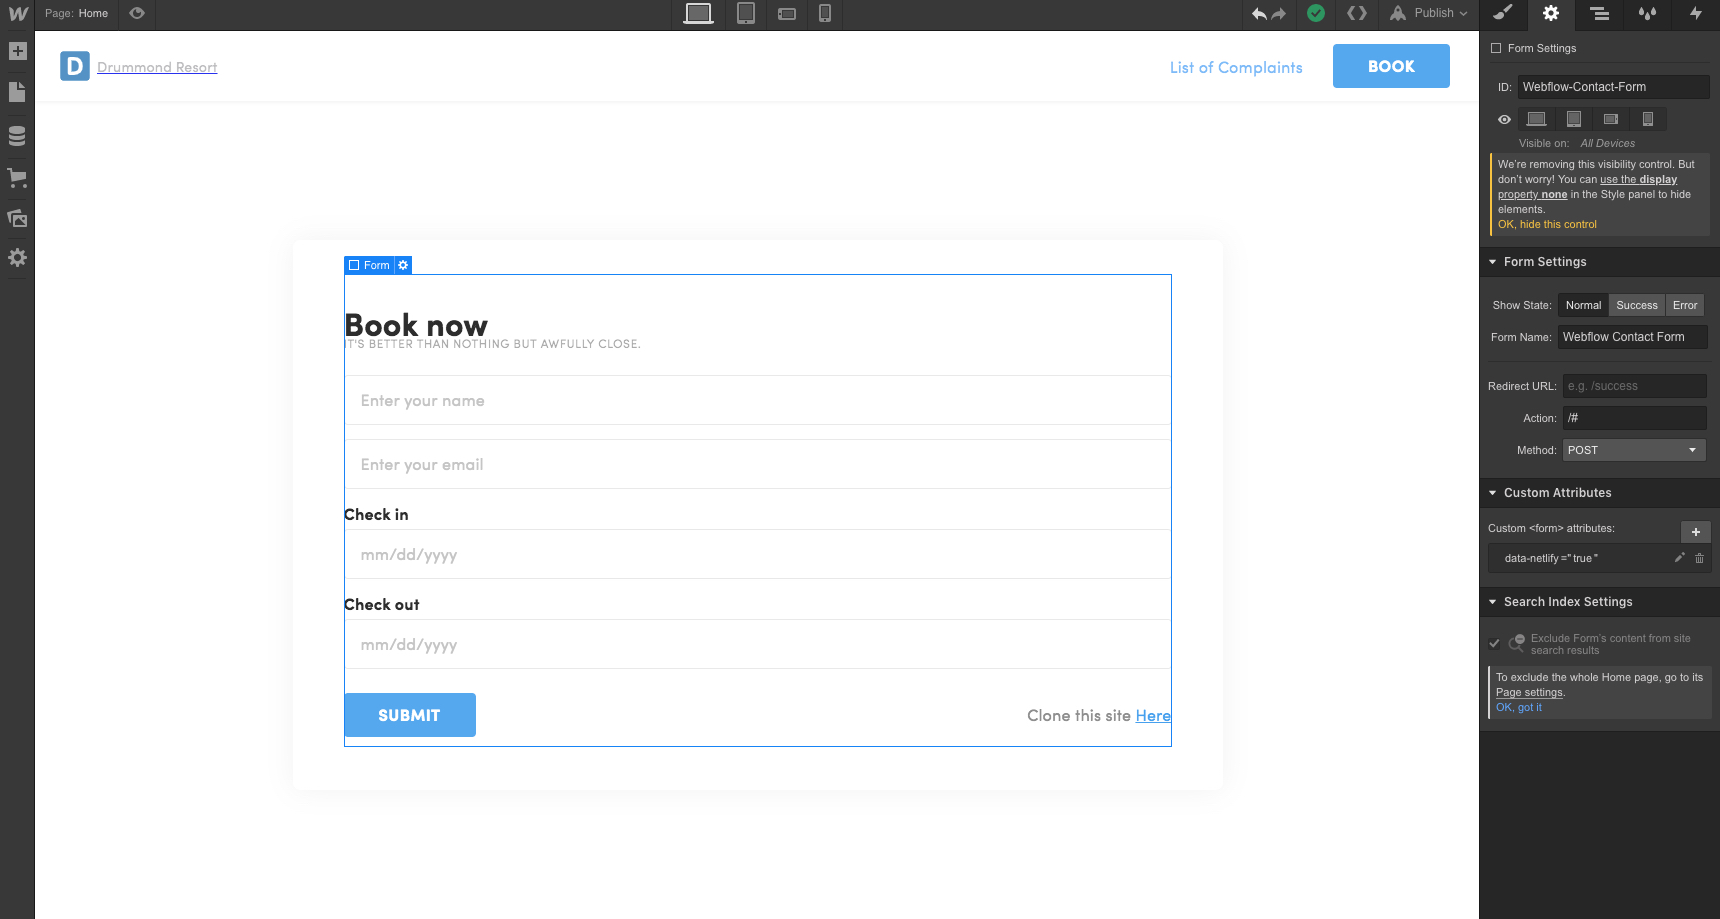 Page: Home
Publish
D Drummond Resort
List of Complaints
BOOK
Form
Book now
IT'S BETTER THAN NOTHING BUT AWFULLY CLOSE.
Enter your name
Enter your email
Check in
mm/dd/yyyy
Check out
mm/dd/yyyy
SUBMIT
Clone this site Here
Form Settings
ID: Webflow-Contact-Form
Visible on: All Devices
We're removing this visibility control. But
don't worry! You can use the display
property none in the Style panel to hide
elements.
OK, hide this control
Form Settings
Show State: Normal Success Error
Form Name: Webflow Contact Form
Redirect URL: e.g. /success
Action: /#
Method: POST
Custom Attributes
Custom <form> attributes:
data-netlify="true"
Search Index Settings
Exclude Form's content from site
search results
To exclude the whole Home page, go to its
Page settings.
OK, got it